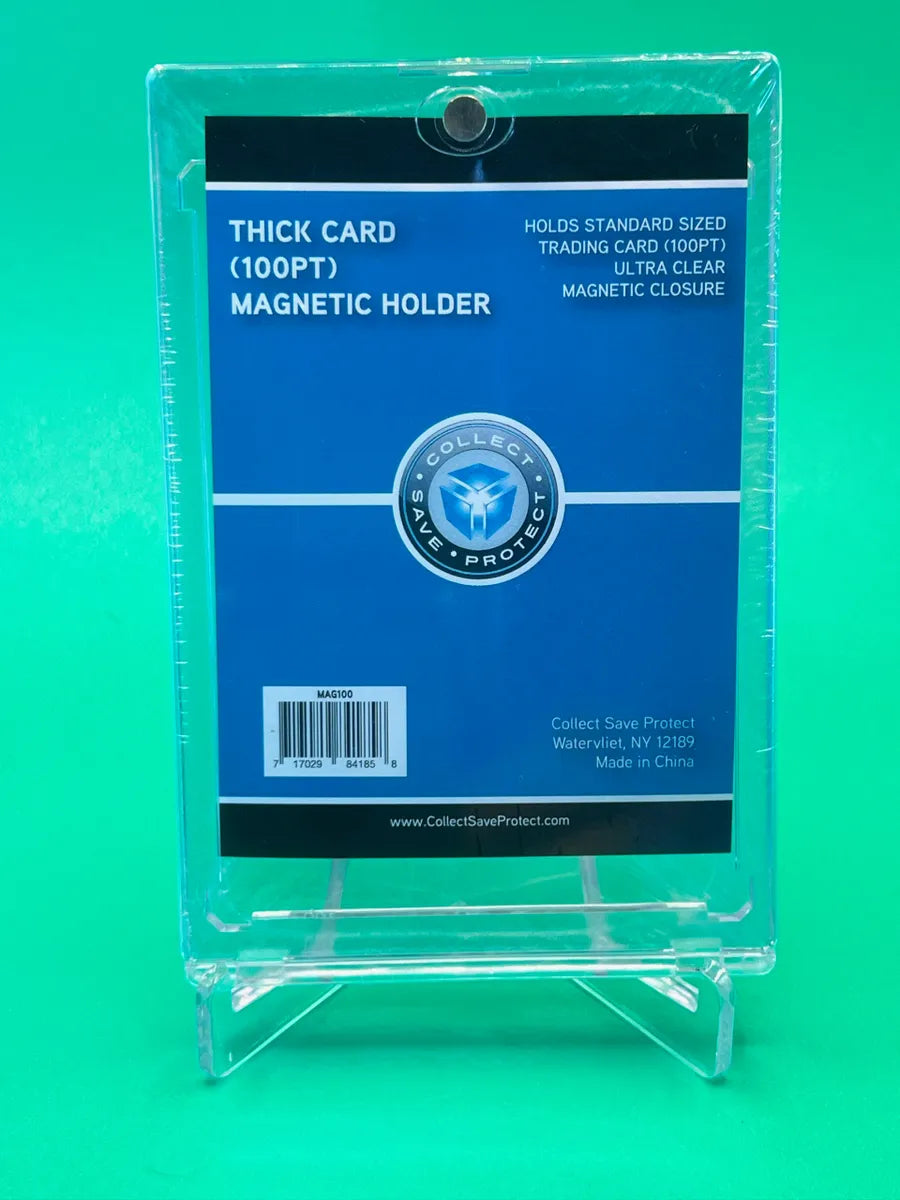 THICK CARD
(100PT)
MAGNETIC HOLDER
HOLDS STANDARD SIZED
TRADING CARD (100PT)
ULTRA CLEAR
MAGNETIC CLOSURE
COLLECT • PROTECT • SAVE •
MAG100
7 17029 84185 8
Collect Save Protect
Watervliet, NY 12189
Made in China
www.CollectSaveProtect.com